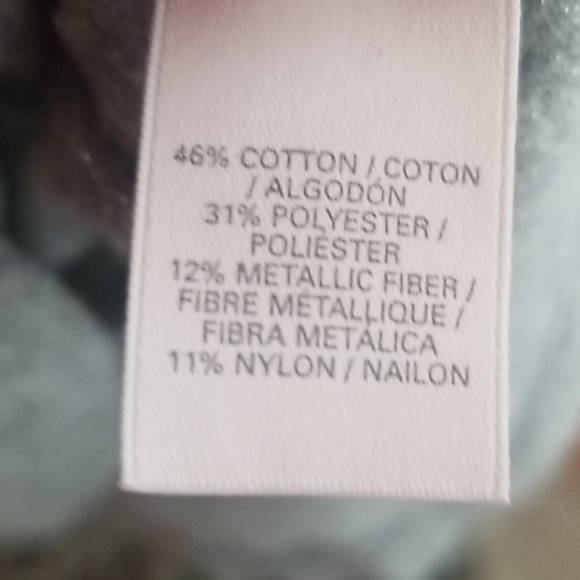 46% COTTON / COTON
/ ALGODÓN
31% POLYESTER /
POLIÉSTER
12% METALLIC FIBER /
FIBRE MÉTALLIQUE /
FIBRA METÁLICA
11% NYLON / NAILON